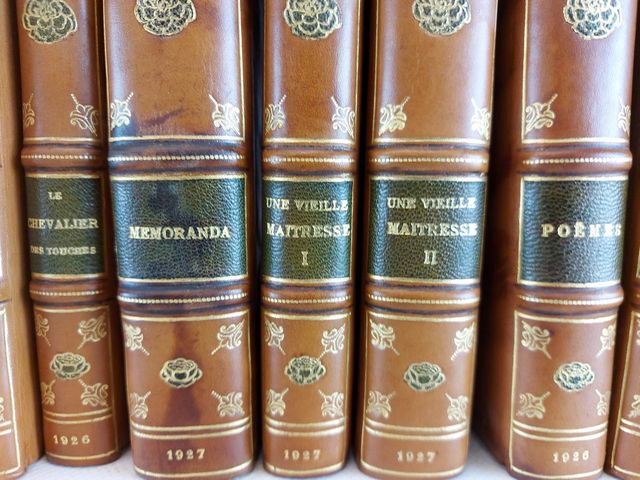 LE
CHEVALIER
DES TOUCHES
1926
MEMORANDA
1927
UNE VIEILLE
MAITRESSE
I
1927
UNE VIEILLE
MAITRESSE
II
1927
POÈMES
1926